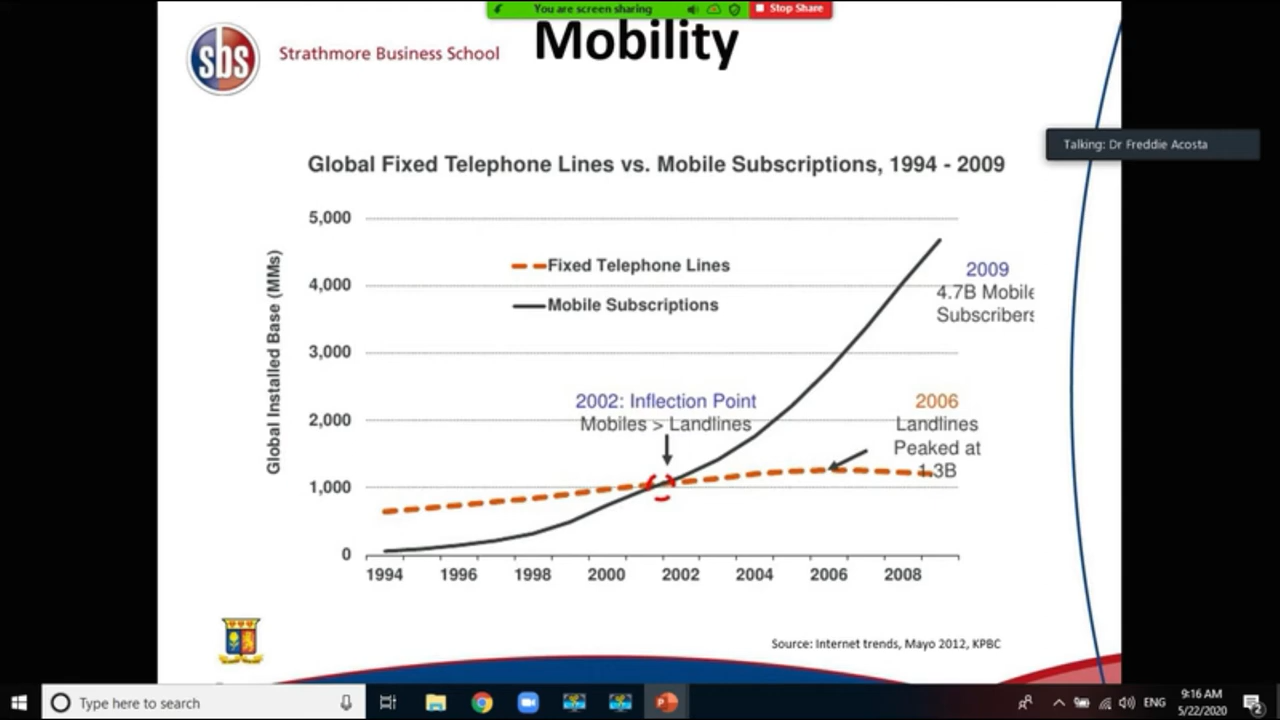 You are screen sharing
Stop Share
sbs
Strathmore Business School
Mobility
Talking: Dr Freddie Acosta
Global Fixed Telephone Lines vs. Mobile Subscriptions, 1994 - 2009
Global Installed Base (MMs)
5,000
4,000
3,000
2,000
1,000
0
Fixed Telephone Lines
Mobile Subscriptions
2009
4.7B Mobile
Subscribers
2002: Inflection Point
Mobiles > Landlines
2006
Landlines
Peaked at
1.3B
1994 1996 1998 2000 2002 2004 2006 2008
Source: Internet trends, Mayo 2012, KPBC
Type here to search
ENG
9:16 AM
5/22/2020
2